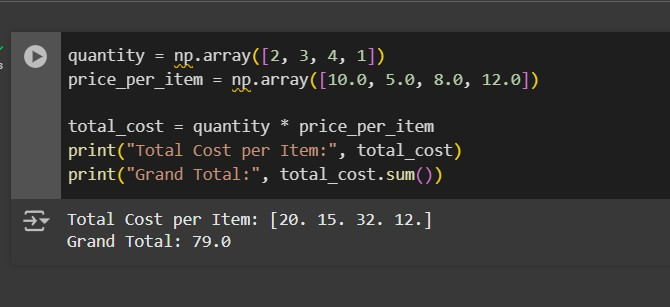 quantity = np.array([2, 3, 4, 1])
price_per_item = np.array([10.0, 5.0, 8.0, 12.0])
total_cost = quantity * price_per_item
print("Total Cost per Item:", total_cost)
print("Grand Total:", total_cost.sum())
Total Cost per Item: [20. 15. 32. 12.]
Grand Total: 79.0